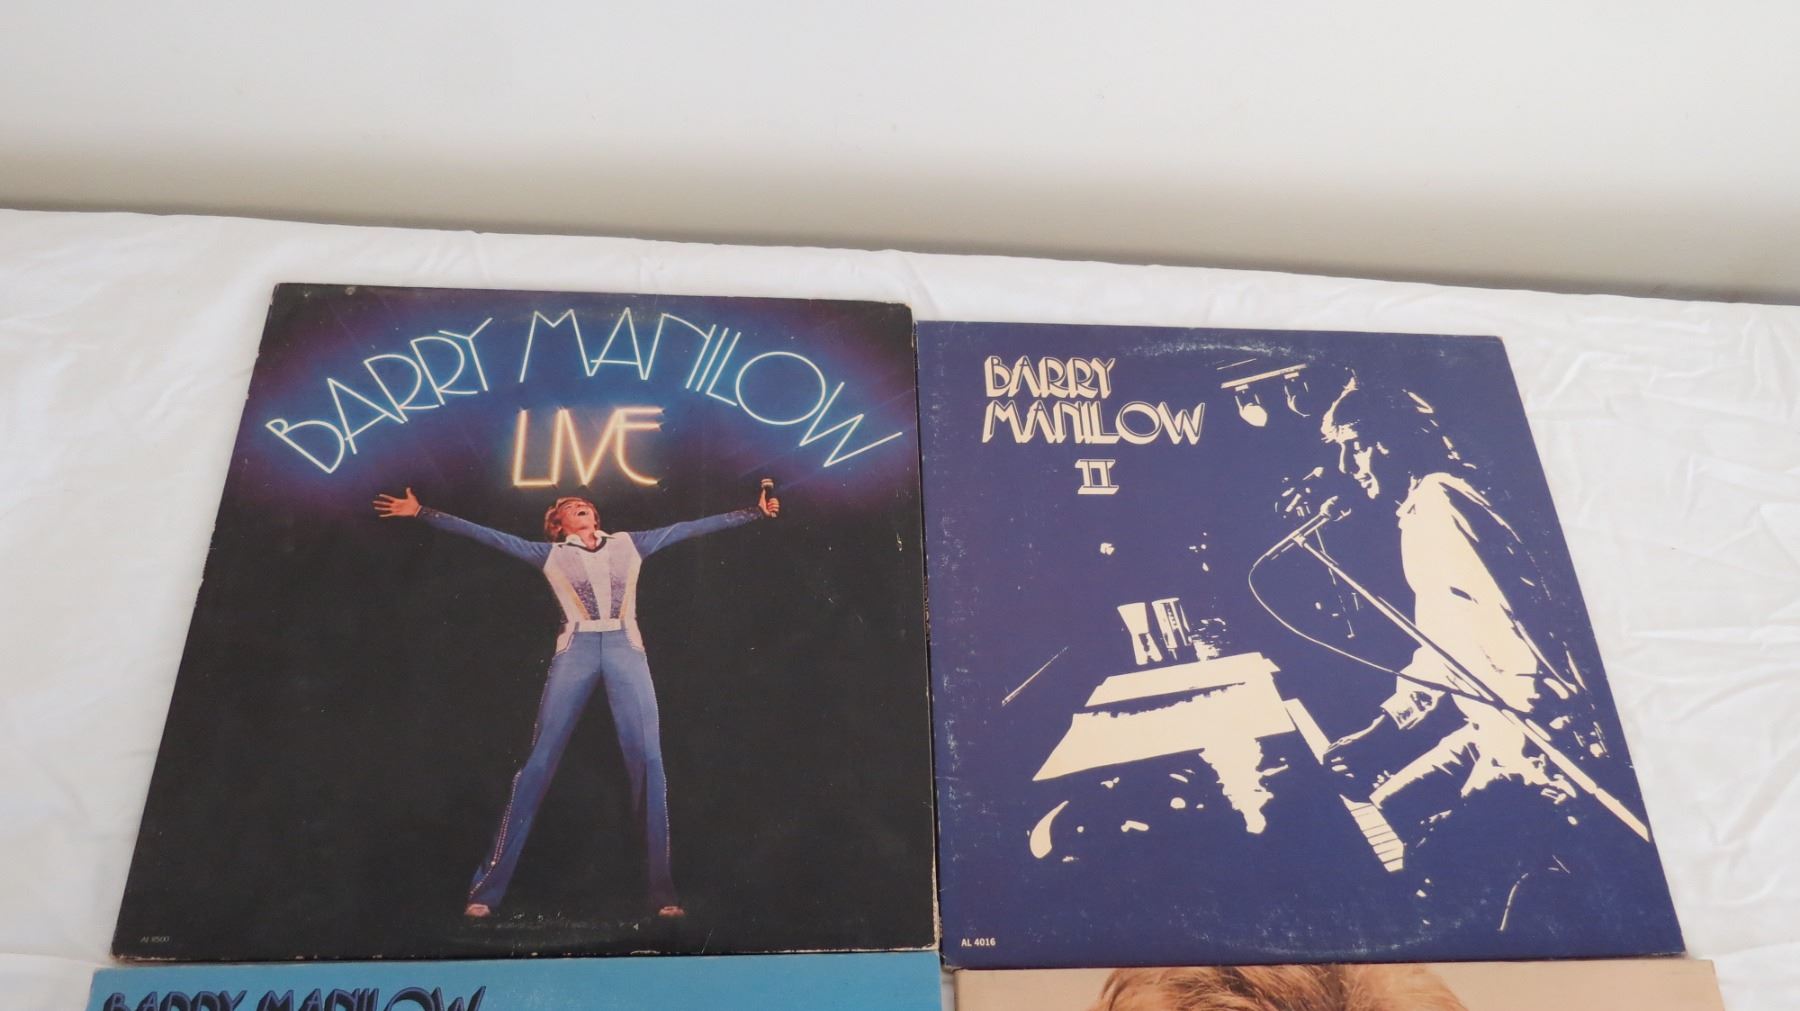 BARRY MANILOW
LIVE
AL 8500
BARRY
MANILOW
II
AL 4016
BARRY MANILOW